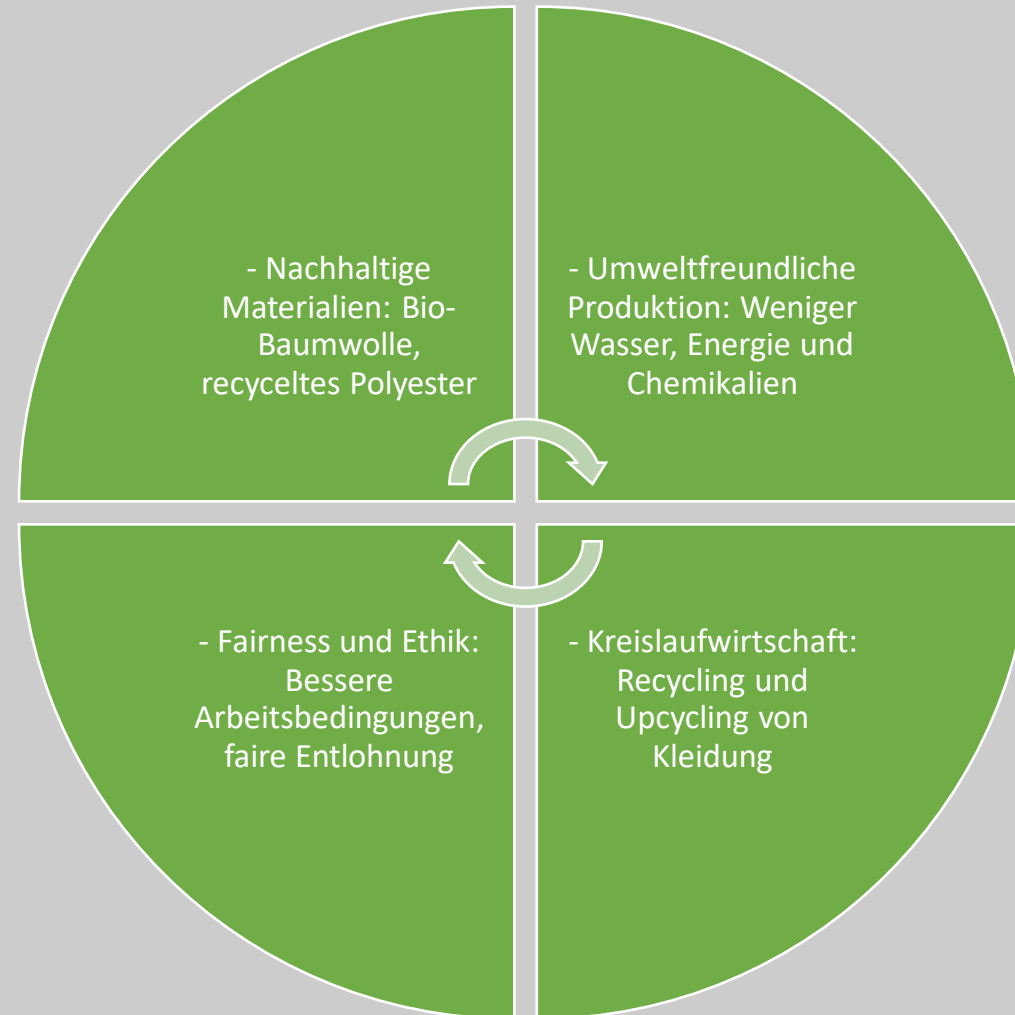 - Nachhaltige
Materialien: Bio-
Baumwolle,
recyceltes Polyester
- Umweltfreundliche
Produktion: Weniger
Wasser, Energie und
Chemikalien
- Fairness und Ethik:
Bessere
Arbeitsbedingungen,
faire Entlohnung
- Kreislaufwirtschaft:
Recycling und
Upcycling von
Kleidung